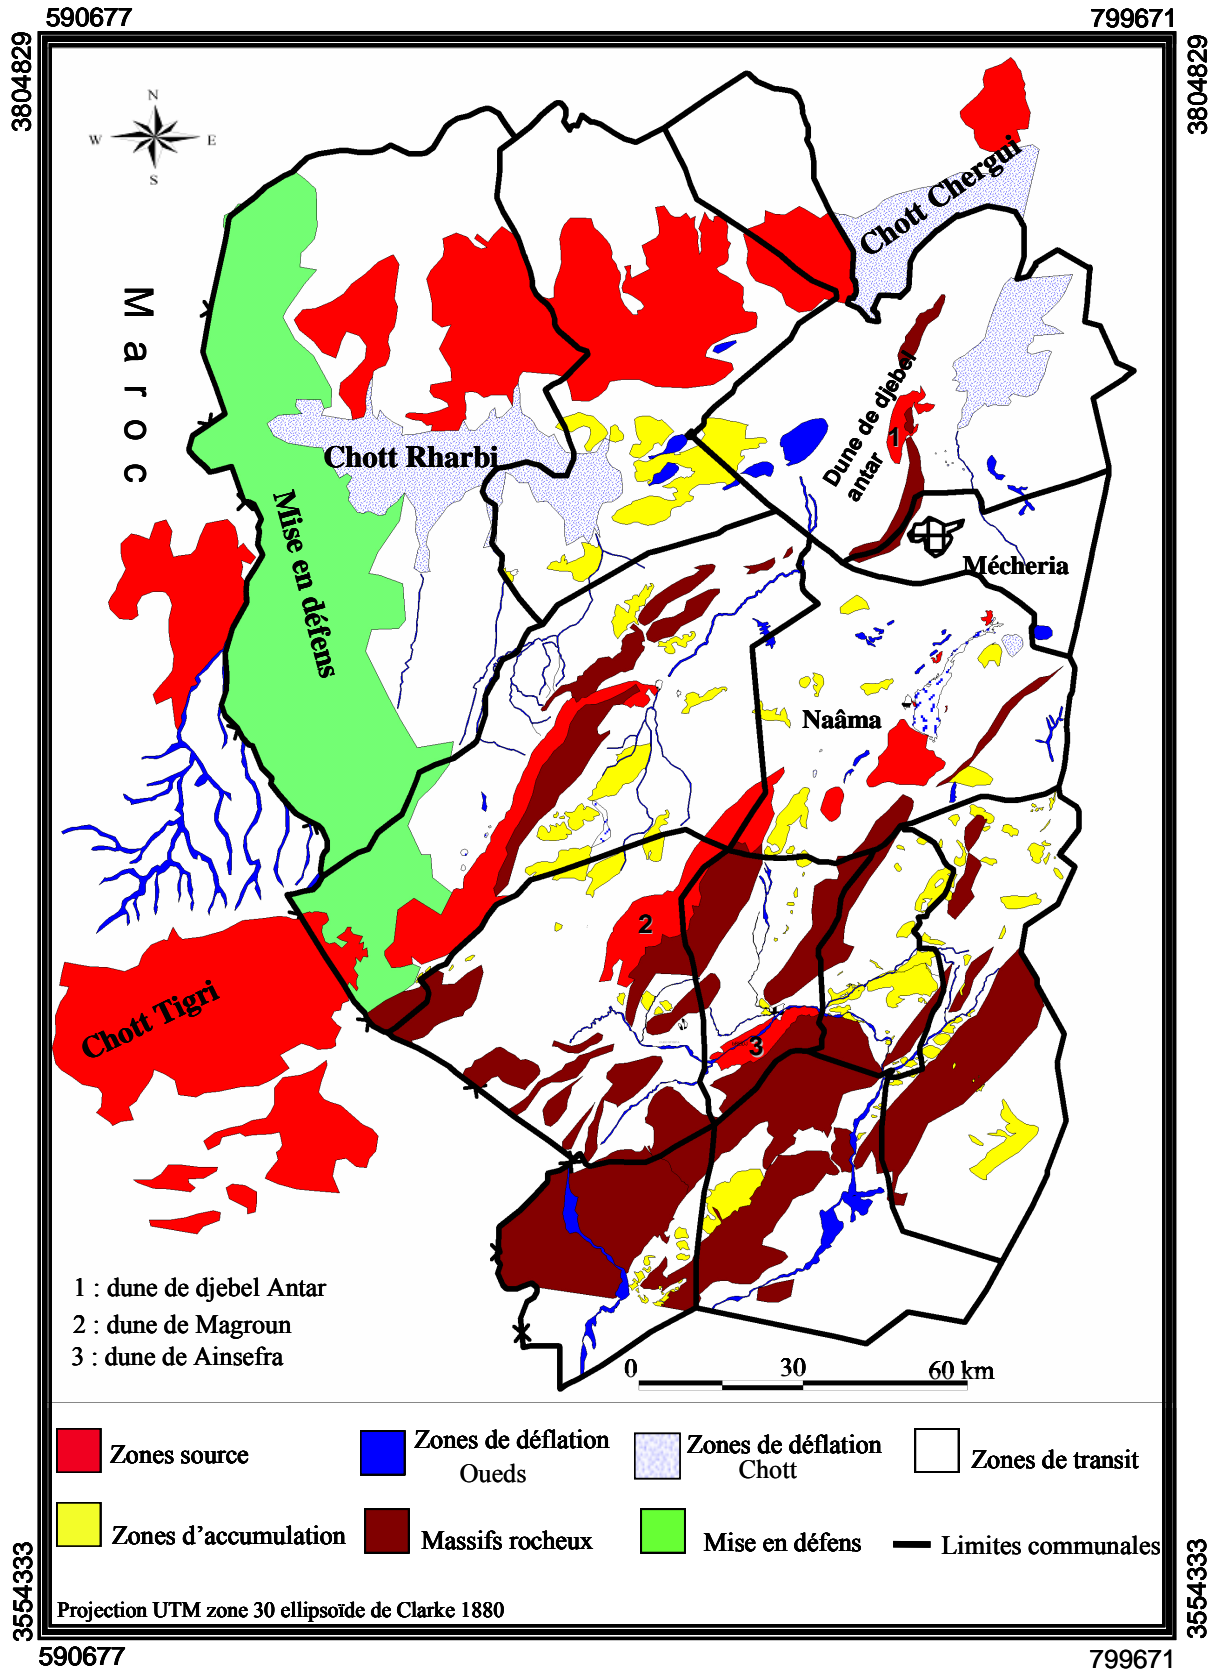 590677
799671
3804829
3804829
N
W
E
S
Chott Chergui
Maroc
Dune de djebel
antar
1
Chott Rharbi
Mise en défens
Mécheria
Naâma
2
Chott Tigri
3
1 : dune de djebel Antar
2 : dune de Magroun
3 : dune de Ainsefra
0 30 60 km
Zones source
Zones de déflation
Oueds
Zones de déflation
Chott
Zones de transit
Zones d'accumulation
Massifs rocheux
Mise en défens
Limites communales
Projection UTM zone 30 ellipsoïde de Clarke 1880
3554333
3554333
590677
799671